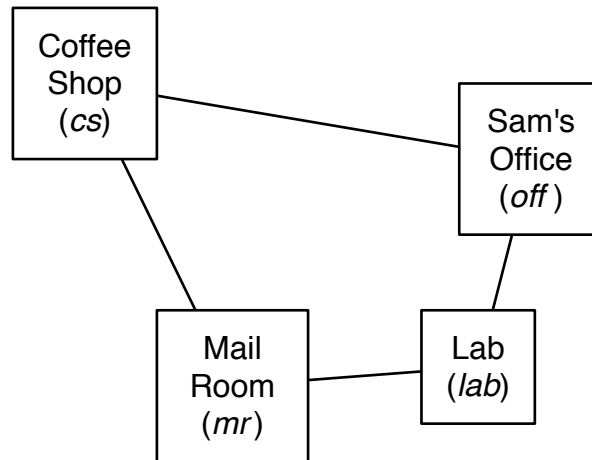 Coffee
Shop
(cs)
Sam's
Office
(off)
Mail
Room
(mr)
Lab
(lab)